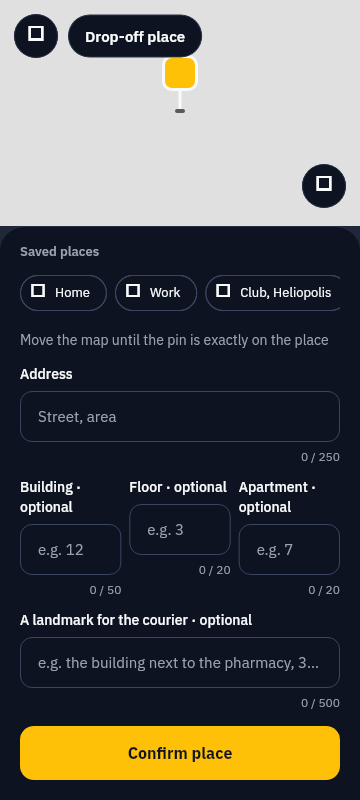 Drop-off place
Saved places
Home
Work
Club, Heliopolis
Move the map until the pin is exactly on the place
Address
Street, area
0 / 250
Building · optional
Floor · optional
Apartment · optional
e.g. 12
e.g. 3
e.g. 7
0 / 50
0 / 20
0 / 20
A landmark for the courier · optional
e.g. the building next to the pharmacy, 3...
0 / 500
Confirm place